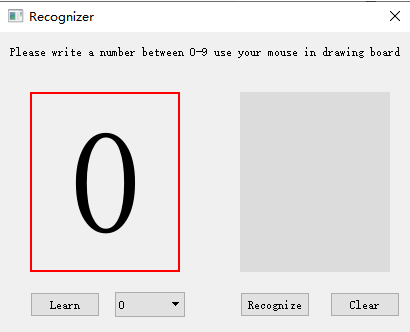 Recognizer
Please write a number between 0-9 use your mouse in drawing board
0
Learn
0
Recognize
Clear